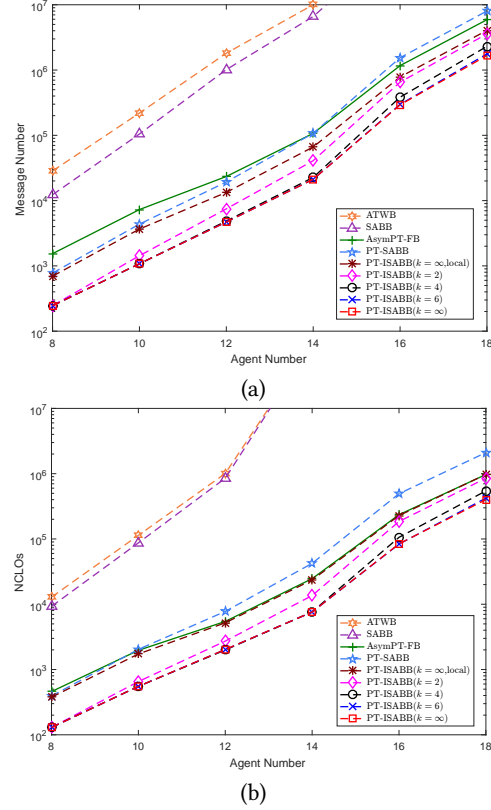 10^7
10^6
10^5
10^4
10^3
10^2
Message Number
ATWB
SABB
AsymPT-FB
PT-SABB
PT-ISABB(k = ∞,local)
PT-ISABB(k = 2)
PT-ISABB(k = 4)
PT-ISABB(k = 6)
PT-ISABB(k = ∞)
8 10 12 14 16 18
Agent Number
(a)
10^7
10^6
10^5
10^4
10^3
10^2
NCLOs
ATWB
SABB
AsymPT-FB
PT-SABB
PT-ISABB(k = ∞,local)
PT-ISABB(k = 2)
PT-ISABB(k = 4)
PT-ISABB(k = 6)
PT-ISABB(k = ∞)
8 10 12 14 16 18
Agent Number
(b)